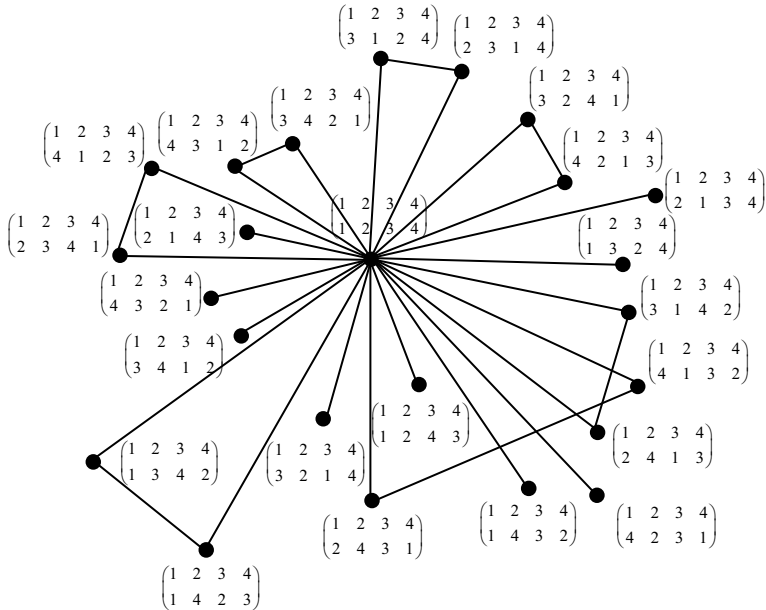 1 2 3 4
3 1 2 4
1 2 3 4
2 3 1 4
1 2 3 4
3 2 4 1
1 2 3 4
3 4 2 1
1 2 3 4
4 3 1 2
1 2 3 4
4 1 2 3
1 2 3 4
4 2 1 3
1 2 3 4
2 1 3 4
1 2 3 4
1 2 3 4
1 2 3 4
2 1 4 3
1 2 3 4
2 3 4 1
1 2 3 4
1 3 2 4
1 2 3 4
4 3 2 1
1 2 3 4
3 1 4 2
1 2 3 4
3 4 1 2
1 2 3 4
4 1 3 2
1 2 3 4
1 2 4 3
1 2 3 4
2 4 1 3
1 2 3 4
1 3 4 2
1 2 3 4
3 2 1 4
1 2 3 4
1 4 3 2
1 2 3 4
4 2 3 1
1 2 3 4
2 4 3 1
1 2 3 4
1 4 2 3